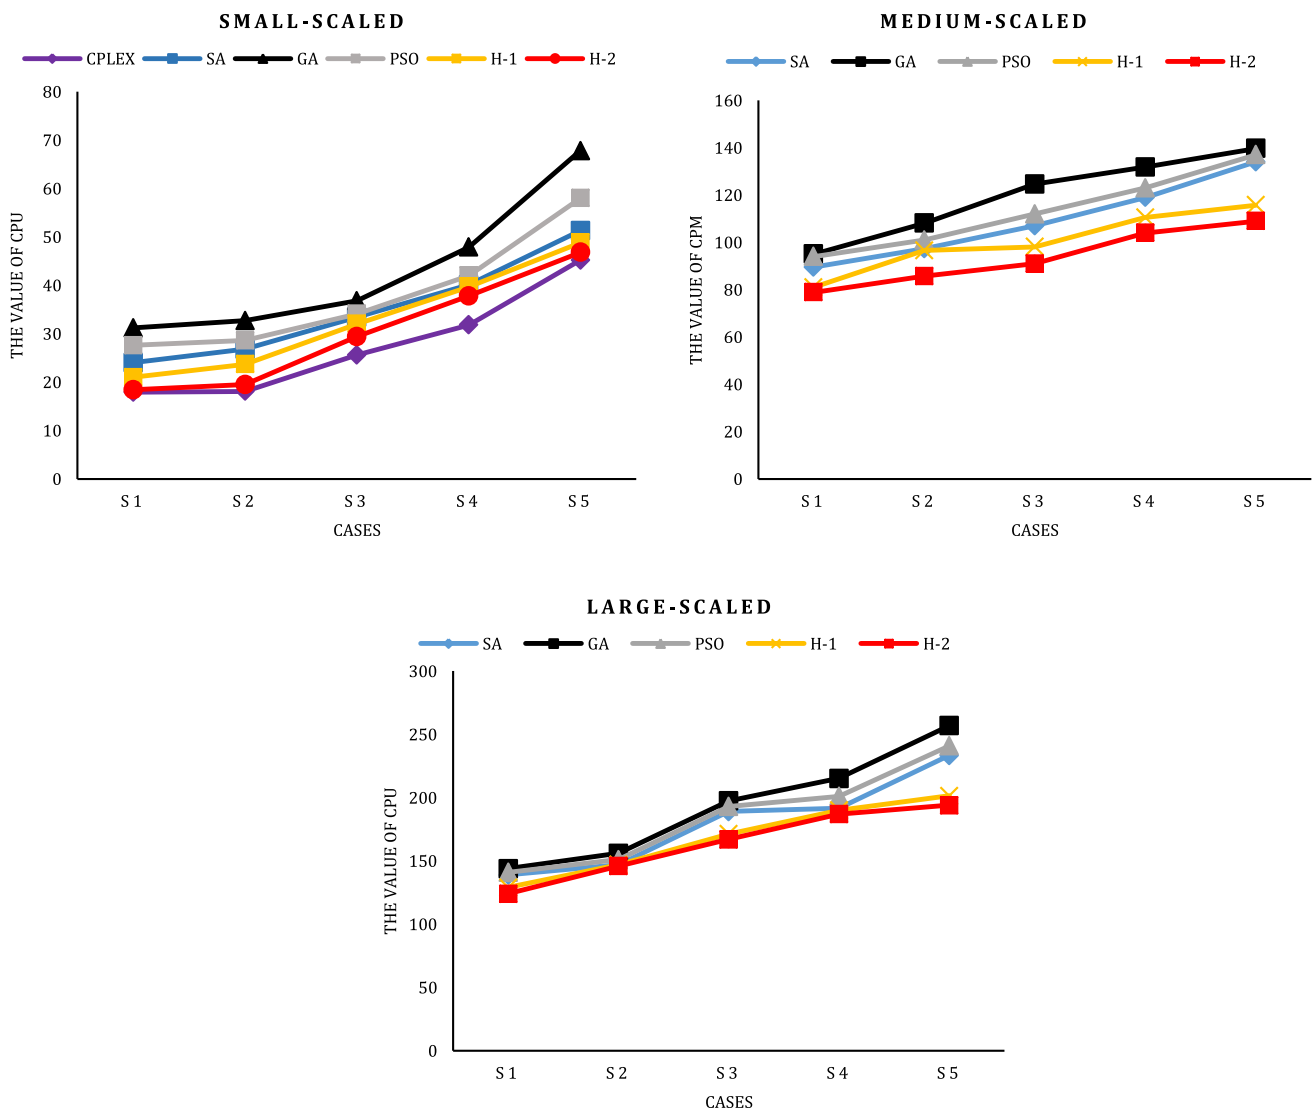 SMALL-SCALED
CPLEX SA GA PSO H-1 H-2
80
70
60
50
40
30
20
10
0
THE VALUE OF CPU
S 1 S 2 S 3 S 4 S 5
CASES
MEDIUM-SCALED
SA GA PSO H-1 H-2
160
140
120
100
80
60
40
20
0
THE VALUE OF CPM
S 1 S 2 S 3 S 4 S 5
CASES
LARGE-SCALED
SA GA PSO H-1 H-2
300
250
200
150
100
50
0
THE VALUE OF CPU
S 1 S 2 S 3 S 4 S 5
CASES